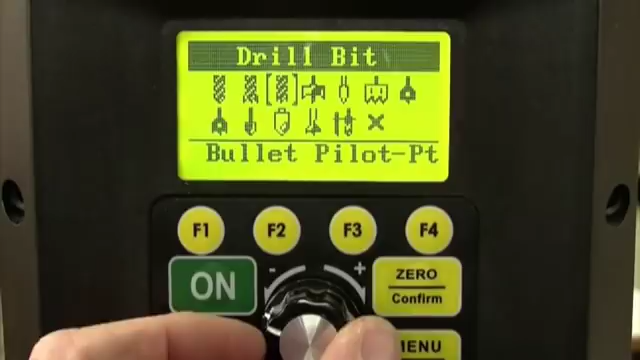 Drill Bit
Bullet Pilot-Pt
F1 F2 F3 F4
ON
- +
ZERO
Confirm
MENU